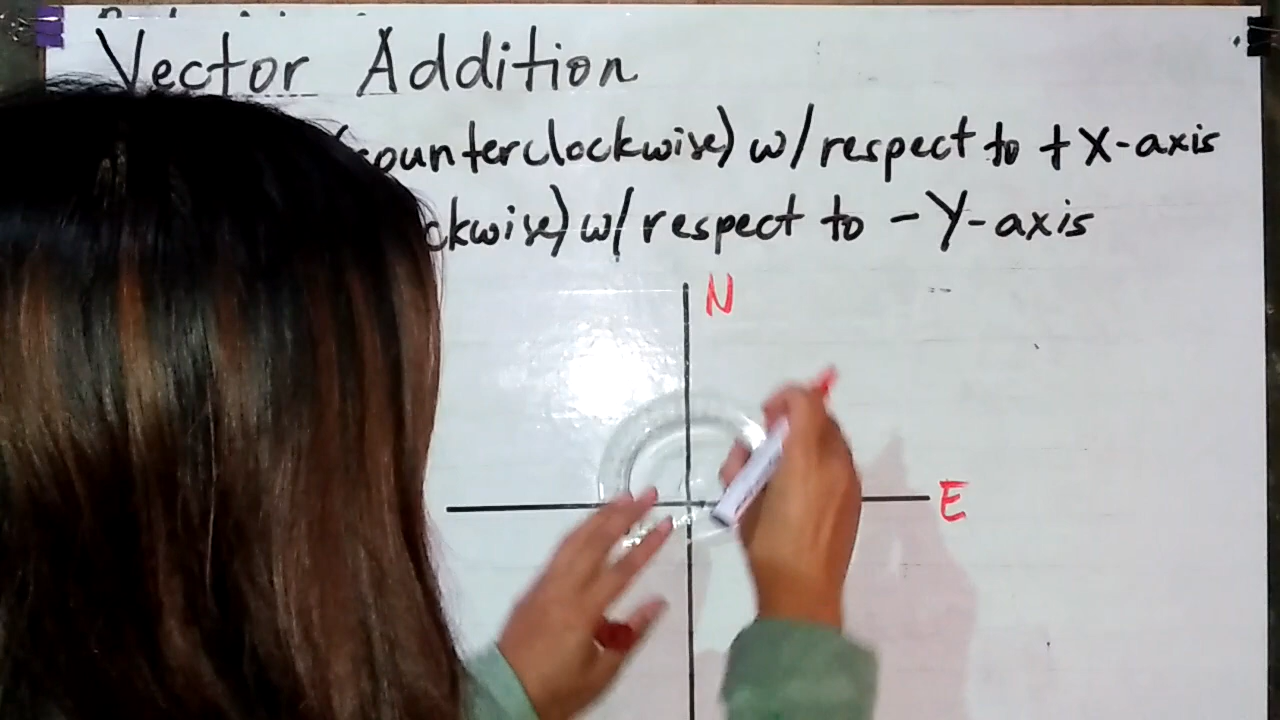 Vector Addition
(counterclockwise) w/ respect to +X-axis
ckwise) w/ respect to -Y-axis
N
E